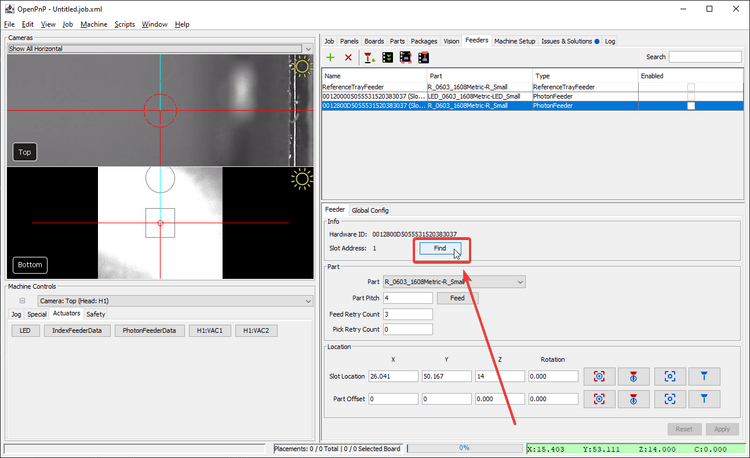 OpenPnP - Untitled.job.xml
File Edit View Job Machine Scripts Window Help
Cameras
Show All Horizontal
Top
Bottom
Machine Controls
Camera: Top (Head: H1)
Jog Special Actuators Safety
LED IndexFeederData PhotonFeederData H1:VAC1 H1:VAC2
Job Panels Boards Parts Packages Vision Feeders Machine Setup Issues & Solutions Log
Search
Name Part Type Enabled
ReferenceTrayFeeder R_0603_1608Metric-R_Small ReferenceTrayFeeder
001200005055531520383037 (Slo... LED_0603_1608Metric-LED_Small PhotonFeeder
0012800D5055531520383037 (Slo... R_0603_1608Metric-R_Small PhotonFeeder
Feeder Global Config
Info
Hardware ID: 0012800D5055531520383037
Slot Address: 1 Find
Part
Part R_0603_1608Metric-R_Small
Part Pitch 4 Feed
Feed Retry Count 3
Pick Retry Count 0
Location
X Y Z Rotation
Slot Location 26.041 50.167 14 0.000
Part Offset 0 0 0.000 0.000
Reset Apply
Placements: 0 / 0 Total | 0 / 0 Selected Board 0% X:15.403 Y:53.111 Z:14.000 C:0.000